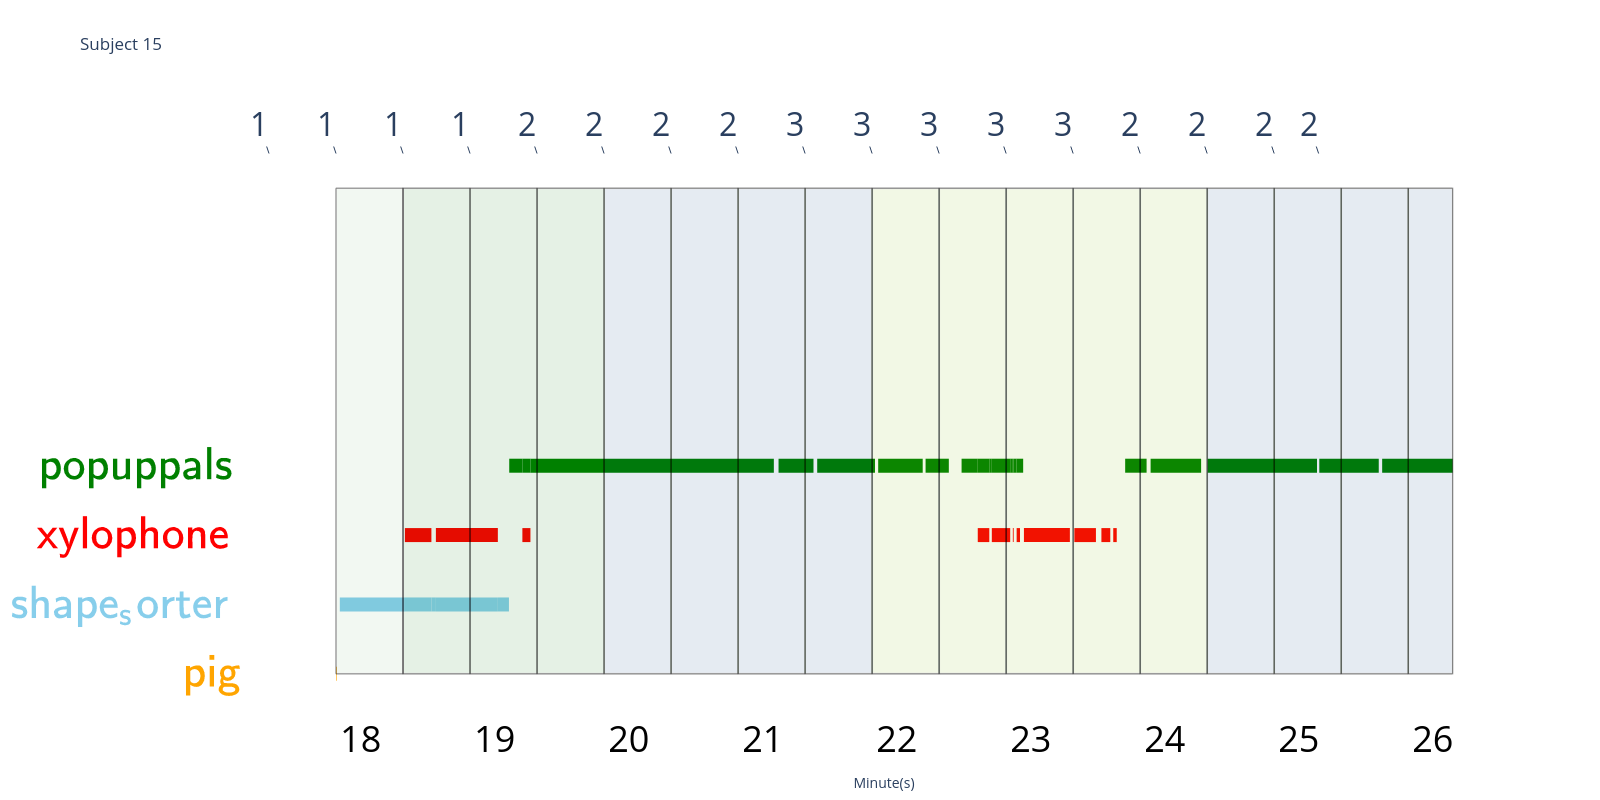 Subject 15
1 1 1 1 2 2 2 2 3 3 3 3 3 2 2 2 2
popuppals
xylophone
shapesorter
pig
18 19 20 21 22 23 24 25 26
Minute(s)